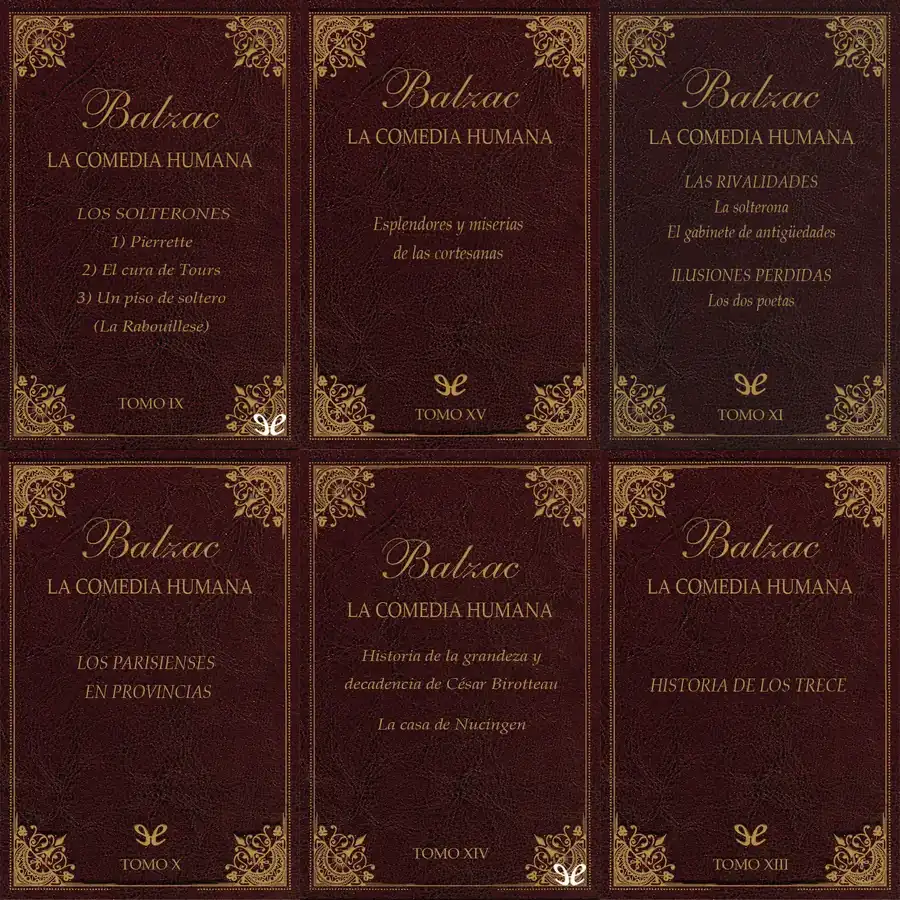 Balzac
LA COMEDIA HUMANA
LOS SOLTERONES
1) Pierrette
2) El cura de Tours
3) Un piso de soltero
(La Rabouillese)
TOMO IX
Balzac
LA COMEDIA HUMANA
Esplendores y miserias
de las cortesanas
TOMO XV
Balzac
LA COMEDIA HUMANA
LAS RIVALIDADES
La solterona
El gabinete de antigüedades
ILUSIONES PERDIDAS
Los dos poetas
TOMO XI
Balzac
LA COMEDIA HUMANA
LOS PARISIENSES
EN PROVINCIAS
TOMO X
Balzac
LA COMEDIA HUMANA
Historia de la grandeza y
decadencia de César Birotteau
La casa de Nucingen
TOMO XIV
Balzac
LA COMEDIA HUMANA
HISTORIA DE LOS TRECE
TOMO XIII